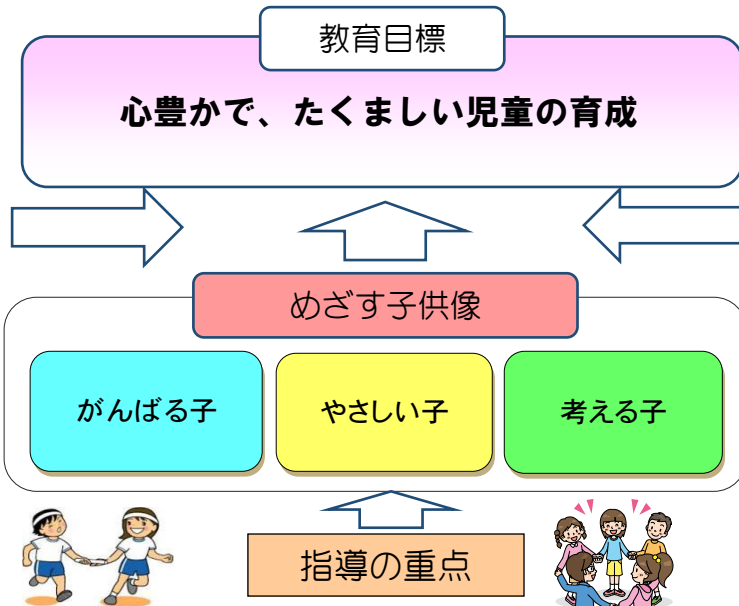 教育目標
心豊かで、たくましい児童の育成
めざす子供像
がんばる子
やさしい子
考える子
指導の重点